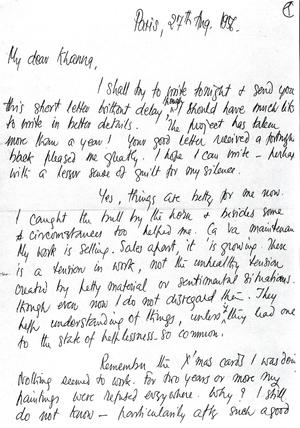 Paris, 27th Aug. 1956.
My dear Khanna,
I shall try to write tonight & send you
this short letter without delay, though I should have much liked
to write in better details. The project has taken
more than a year! Your good letter received a fortnight
back pleased me greatly. I hope I can write – perhaps
with a lesser sense of guilt for my silence.
Yes, things are better for me now.
I caught the bull by the horns & besides some
circumstances too helped me. Ca va maintenant
My work is selling. Sales apart, it is growing. There
is a tension in work, not the unhealthy tension
created by petty material or sentimental situations.
though even now I do not disregard them. They
help understanding of things, unless they lead one
to the state of helplessness – so common.
Remember the X'mas cards I was doing
Nothing seemed to work. For two years or more my
paintings were refused everywhere. Why? I still
do not know – particularly after such a good